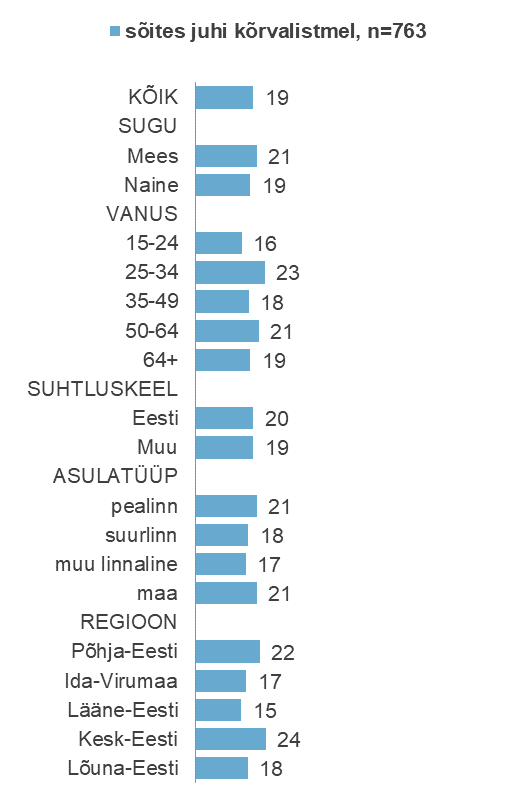 sõites juhi kõrvalistmel, n=763
KÕIK 19
SUGU
Mees 21
Naine 19
VANUS
15-24 16
25-34 23
35-49 18
50-64 21
64+ 19
SUHTLUSKEEL
Eesti 20
Muu 19
ASULATÜÜP
pealinn 21
suurlinn 18
muu linnaline 17
maa 21
REGIOON
Põhja-Eesti 22
Ida-Virumaa 17
Lääne-Eesti 15
Kesk-Eesti 24
Lõuna-Eesti 18